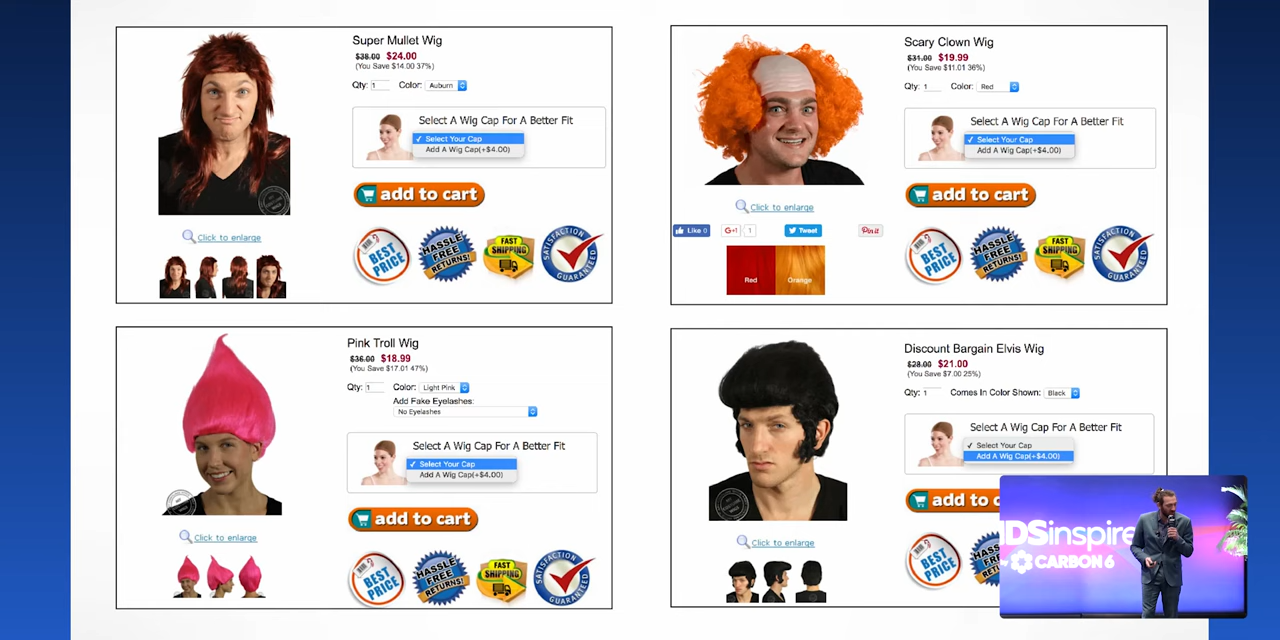 Super Mullet Wig
$38.00 $24.00
(You Save $14.00 37%)
Qty: 1 Color: Auburn
Select A Wig Cap For A Better Fit
✓ Select Your Cap
Add A Wig Cap(+$4.00)
add to cart
Click to enlarge
BEST PRICE
HASSLE FREE RETURNS!
FAST SHIPPING
SATISFACTION GUARANTEED
Scary Clown Wig
$31.00 $19.99
(You Save $11.01 36%)
Qty: 1 Color: Red
Select A Wig Cap For A Better Fit
✓ Select Your Cap
Add A Wig Cap(+$4.00)
add to cart
Click to enlarge
Like 0
G+1 1
Tweet
Pin it
Red
Orange
BEST PRICE
HASSLE FREE RETURNS!
FAST SHIPPING
SATISFACTION GUARANTEED
Pink Troll Wig
$36.00 $18.99
(You Save $17.01 47%)
Qty: 1 Color: Light Pink
Add Fake Eyelashes:
No Eyelashes
Select A Wig Cap For A Better Fit
✓ Select Your Cap
Add A Wig Cap(+$4.00)
add to cart
Click to enlarge
BEST PRICE
HASSLE FREE RETURNS!
FAST SHIPPING
SATISFACTION GUARANTEED
Discount Bargain Elvis Wig
$28.00 $21.00
(You Save $7.00 25%)
Qty: 1 Comes In Color Shown: Black
Select A Wig Cap For A Better Fit
✓ Select Your Cap
Add A Wig Cap(+$4.00)
add to c
Click to enlarge
BEST PRICE
DSinspire
CARBON6